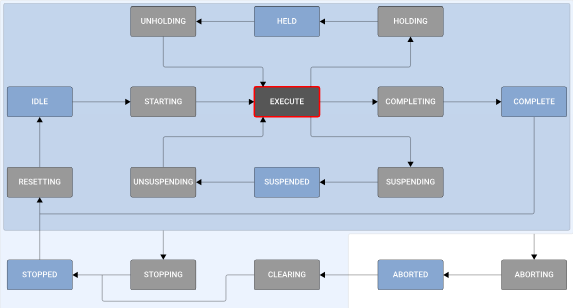 UNHOLDING
HELD
HOLDING
IDLE
STARTING
EXECUTE
COMPLETING
COMPLETE
RESETTING
UNSUSPENDING
SUSPENDED
SUSPENDING
STOPPED
STOPPING
CLEARING
ABORTED
ABORTING